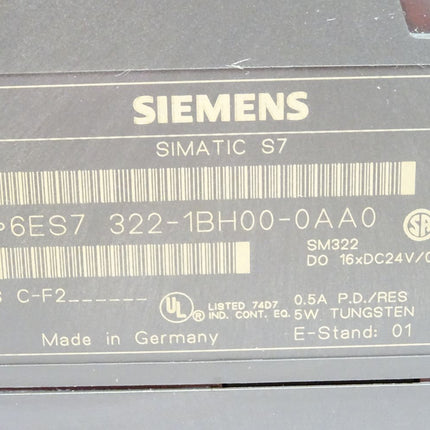 SIEMENS
SIMATIC S7
6ES7 322-1BH00-0AA0
SM322
DO 16xDC24V/0
S C-F2______
UL LISTED 74D7 0.5A P.D./RES
IND. CONT. EQ. 5W TUNGSTEN
Made in Germany E-Stand: 01